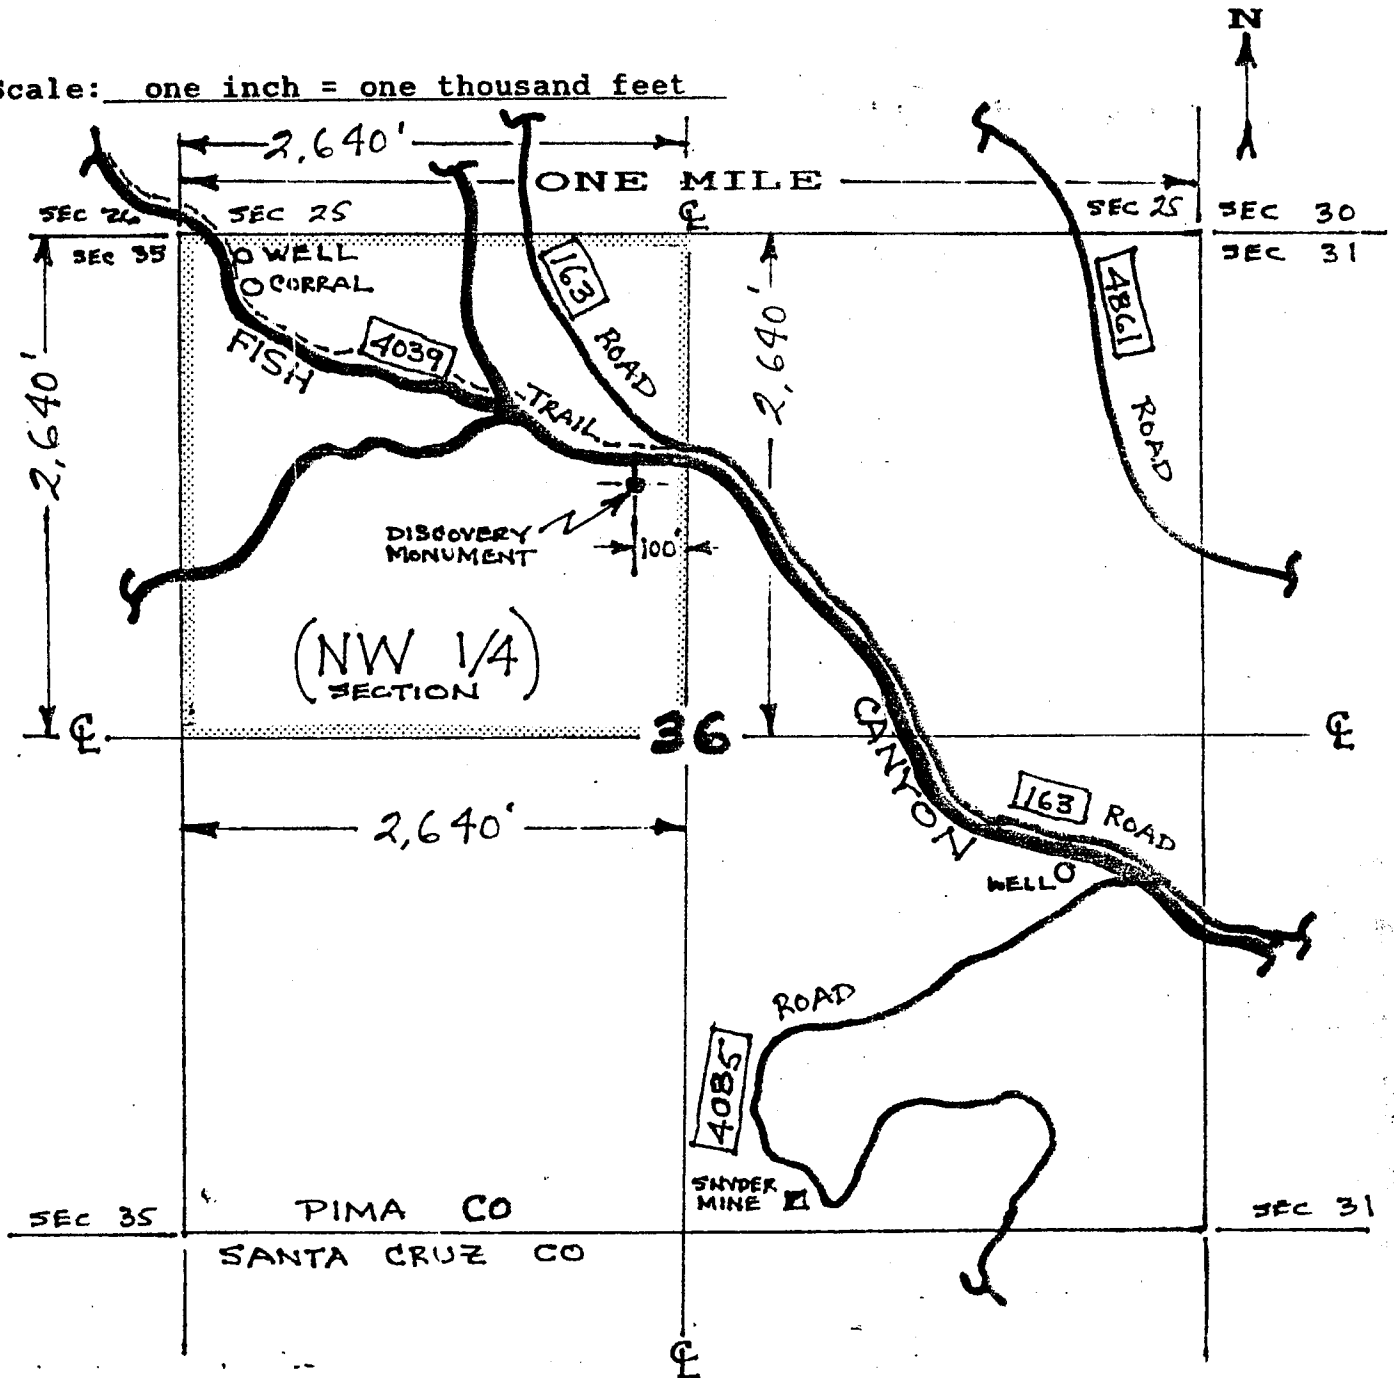 N
Scale: one inch = one thousand feet
2,640'
ONE MILE
SEC 26
SEC 25
℄
SEC 25
SEC 30
SEC 35
SEC 31
WELL
CORRAL
163
ROAD
4861
ROAD
2,640'
2,640'
FISH
4039
TRAIL
DISCOVERY
MONUMENT
100'
(NW 1/4)
SECTION
℄
36
℄
CANYON
163 ROAD
2,640'
WELL
ROAD
4085
SNYDER
MINE
SEC 35
PIMA CO
SEC 31
SANTA CRUZ CO
℄